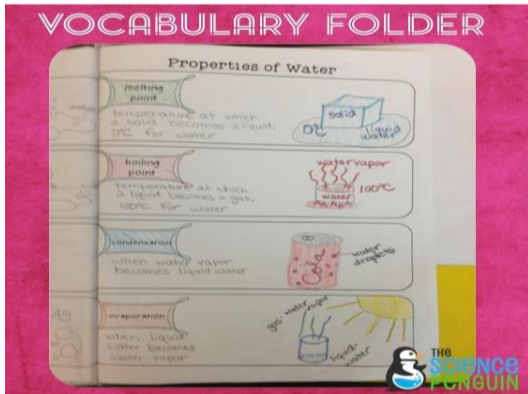 VOCABULARY FOLDER
Properties of Water
melting
point
temperature at which
a solid becomes a liquid;
0°C for water
solid
0°C
liquid
water
boiling
point
temperature at which
a liquid becomes a gas,
100°C for water
water vapor
100°C
water
condensation
when water vapor
becomes liquid water
Cola
water
droplets
evaporation
when liquid
water becomes
water vapor
gas-water
vapor
liquid-
water
THE
SCIENCE
PENGUIN